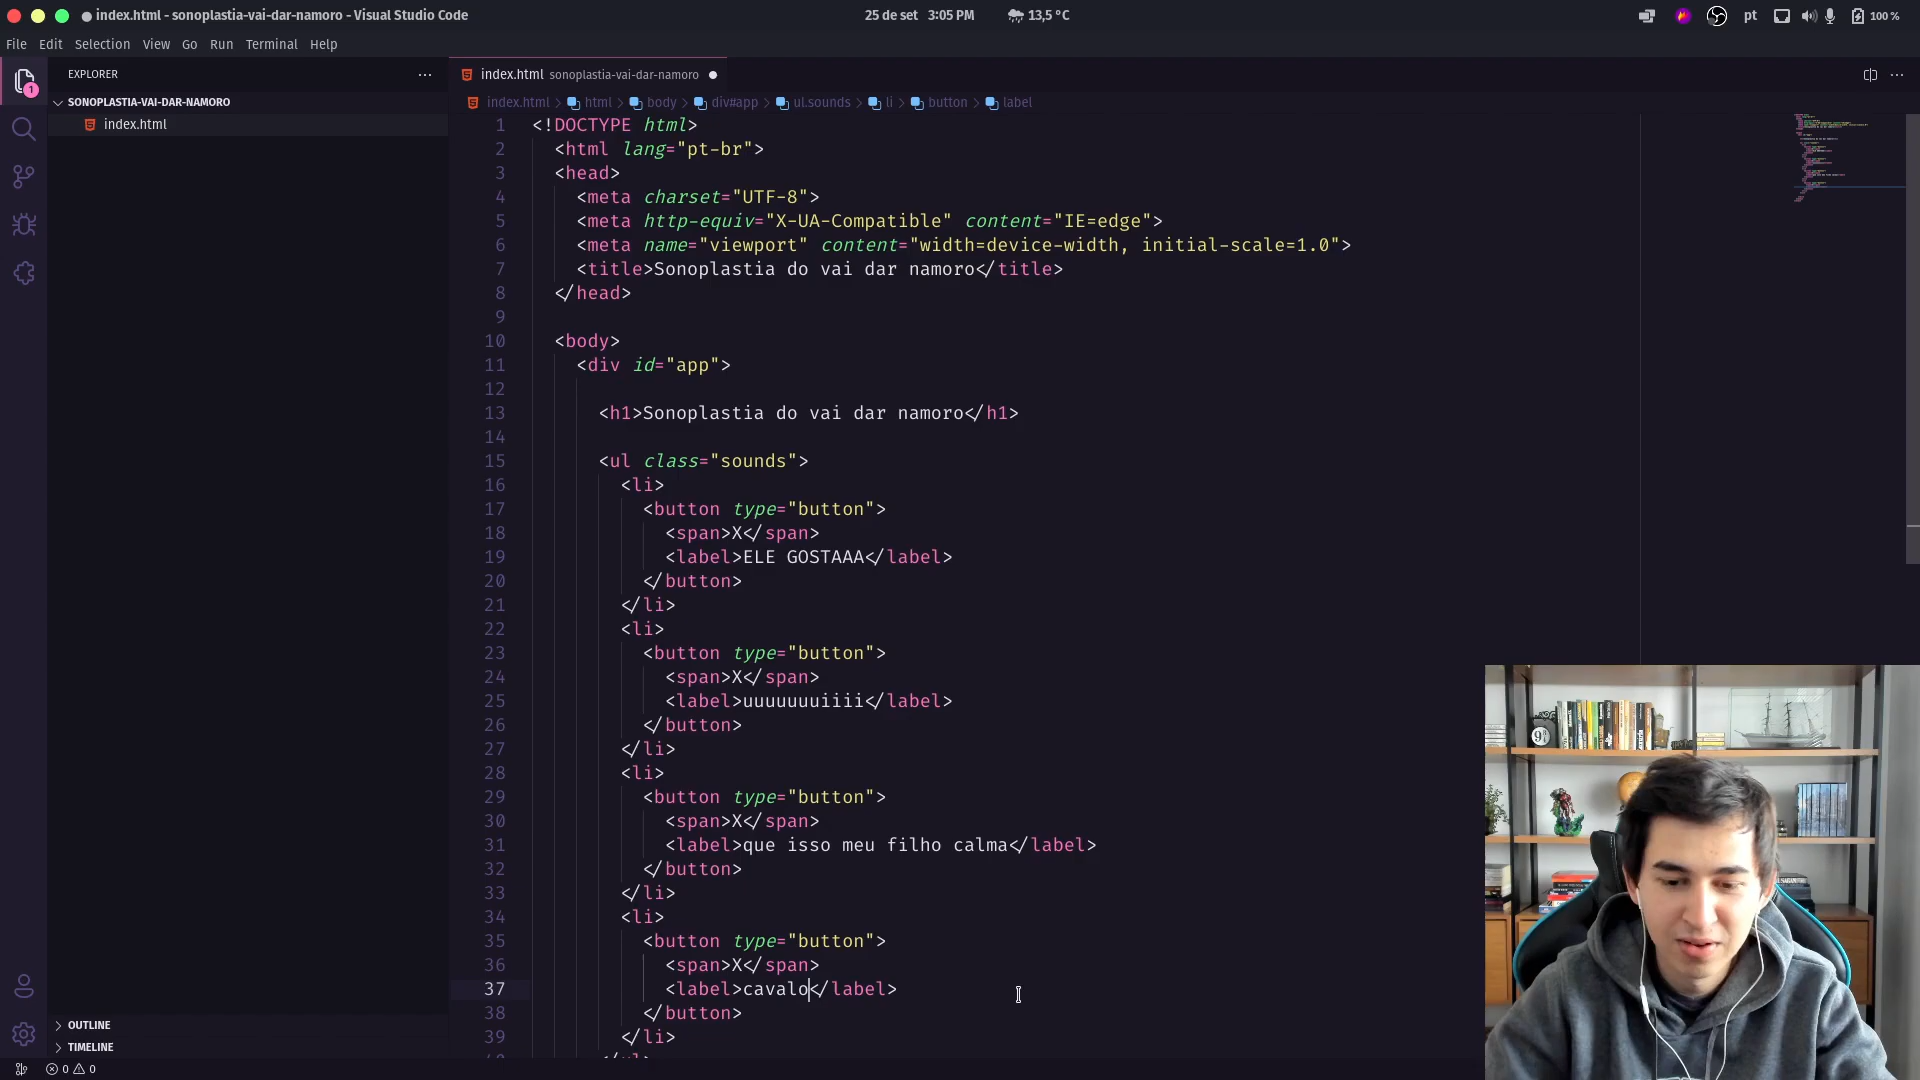 index.html - sonoplastia-vai-dar-namoro - Visual Studio Code
25 de set 3:05 PM
13,5 °C
pt
100 %
File Edit Selection View Go Run Terminal Help
EXPLORER
index.html sonoplastia-vai-dar-namoro
1
SONOPLASTIA-VAI-DAR-NAMORO
index.html
index.html > html > body > div#app > ul.sounds > li > button > label
1 <!DOCTYPE html>
2 <html lang="pt-br">
3 <head>
4 <meta charset="UTF-8">
5 <meta http-equiv="X-UA-Compatible" content="IE=edge">
6 <meta name="viewport" content="width=device-width, initial-scale=1.0">
7 <title>Sonoplastia do vai dar namoro</title>
8 </head>
9
10 <body>
11 <div id="app">
12
13 <h1>Sonoplastia do vai dar namoro</h1>
14
15 <ul class="sounds">
16 <li>
17 <button type="button">
18 <span>X</span>
19 <label>ELE GOSTAAA</label>
20 </button>
21 </li>
22 <li>
23 <button type="button">
24 <span>X</span>
25 <label>uuuuuuuiiii</label>
26 </button>
27 </li>
28 <li>
29 <button type="button">
30 <span>X</span>
31 <label>que isso meu filho calma</label>
32 </button>
33 </li>
34 <li>
35 <button type="button">
36 <span>X</span>
37 <label>cavalo</label>
38 </button>
39 </li>
OUTLINE
TIMELINE
0 0